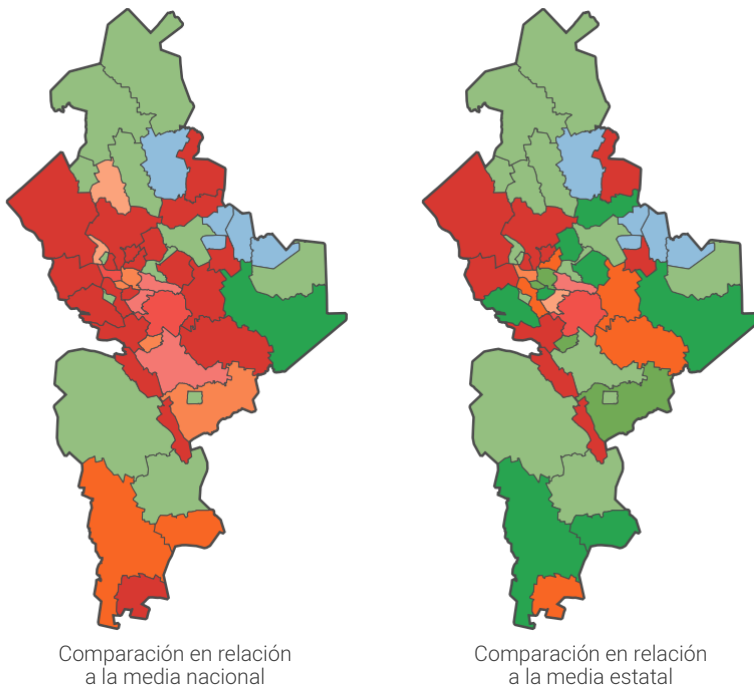 Comparación en relación
a la media nacional
Comparación en relación
a la media estatal